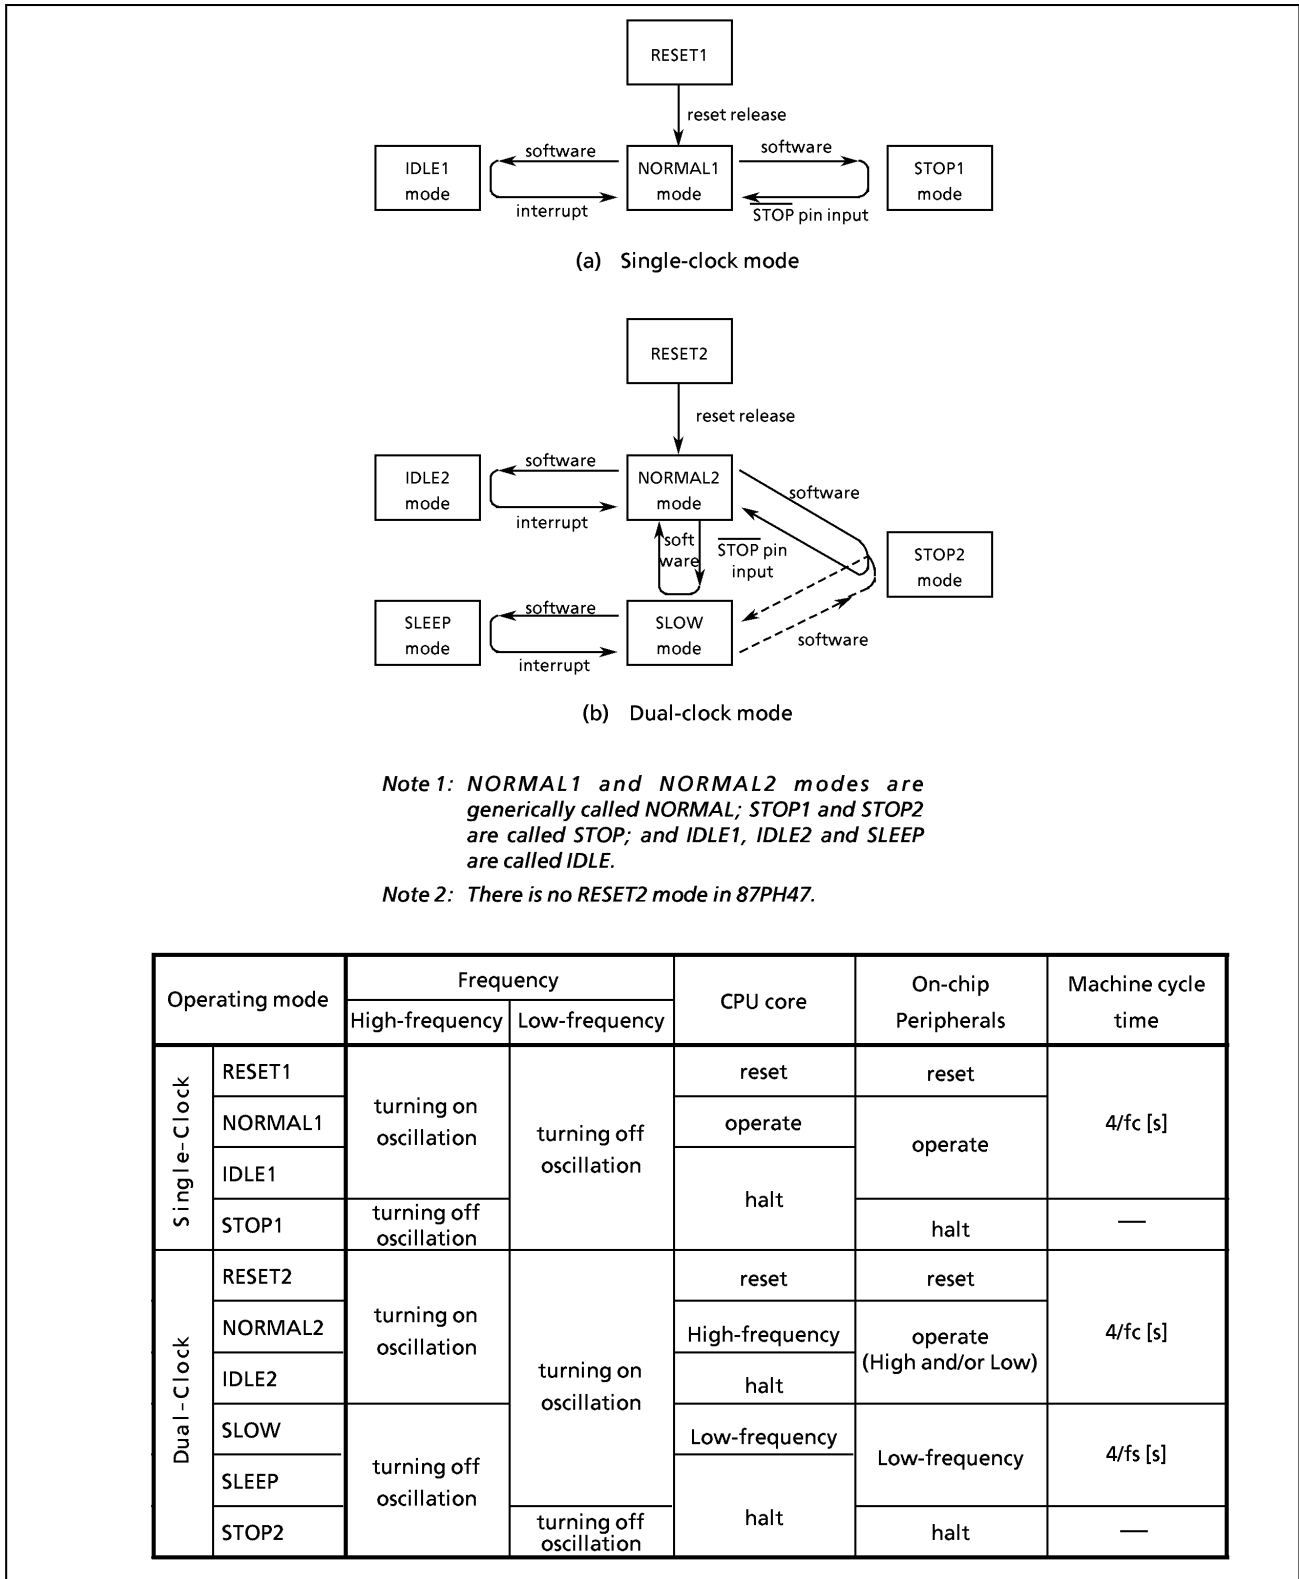 RESET1
reset release
software
software
IDLE1
mode
NORMAL1
mode
STOP1
mode
interrupt
STOP pin input
(a) Single-clock mode
RESET2
reset release
software
IDLE2
mode
NORMAL2
mode
software
interrupt
soft
ware
STOP pin
input
STOP2
mode
software
SLEEP
mode
SLOW
mode
software
interrupt
(b) Dual-clock mode
Note 1: NORMAL1 and NORMAL2 modes are
generically called NORMAL; STOP1 and STOP2
are called STOP; and IDLE1, IDLE2 and SLEEP
are called IDLE.
Note 2: There is no RESET2 mode in 87PH47.
Operating mode
Frequency
High-frequency
Low-frequency
CPU core
On-chip
Peripherals
Machine cycle
time
Single-Clock
RESET1
NORMAL1
IDLE1
STOP1
turning on
oscillation
turning off
oscillation
turning off
oscillation
reset
operate
halt
reset
operate
halt
4/fc [s]
—
Dual-Clock
RESET2
NORMAL2
IDLE2
SLOW
SLEEP
STOP2
turning on
oscillation
turning off
oscillation
turning on
oscillation
turning off
oscillation
reset
High-frequency
halt
Low-frequency
halt
reset
operate
(High and/or Low)
Low-frequency
halt
4/fc [s]
4/fs [s]
—